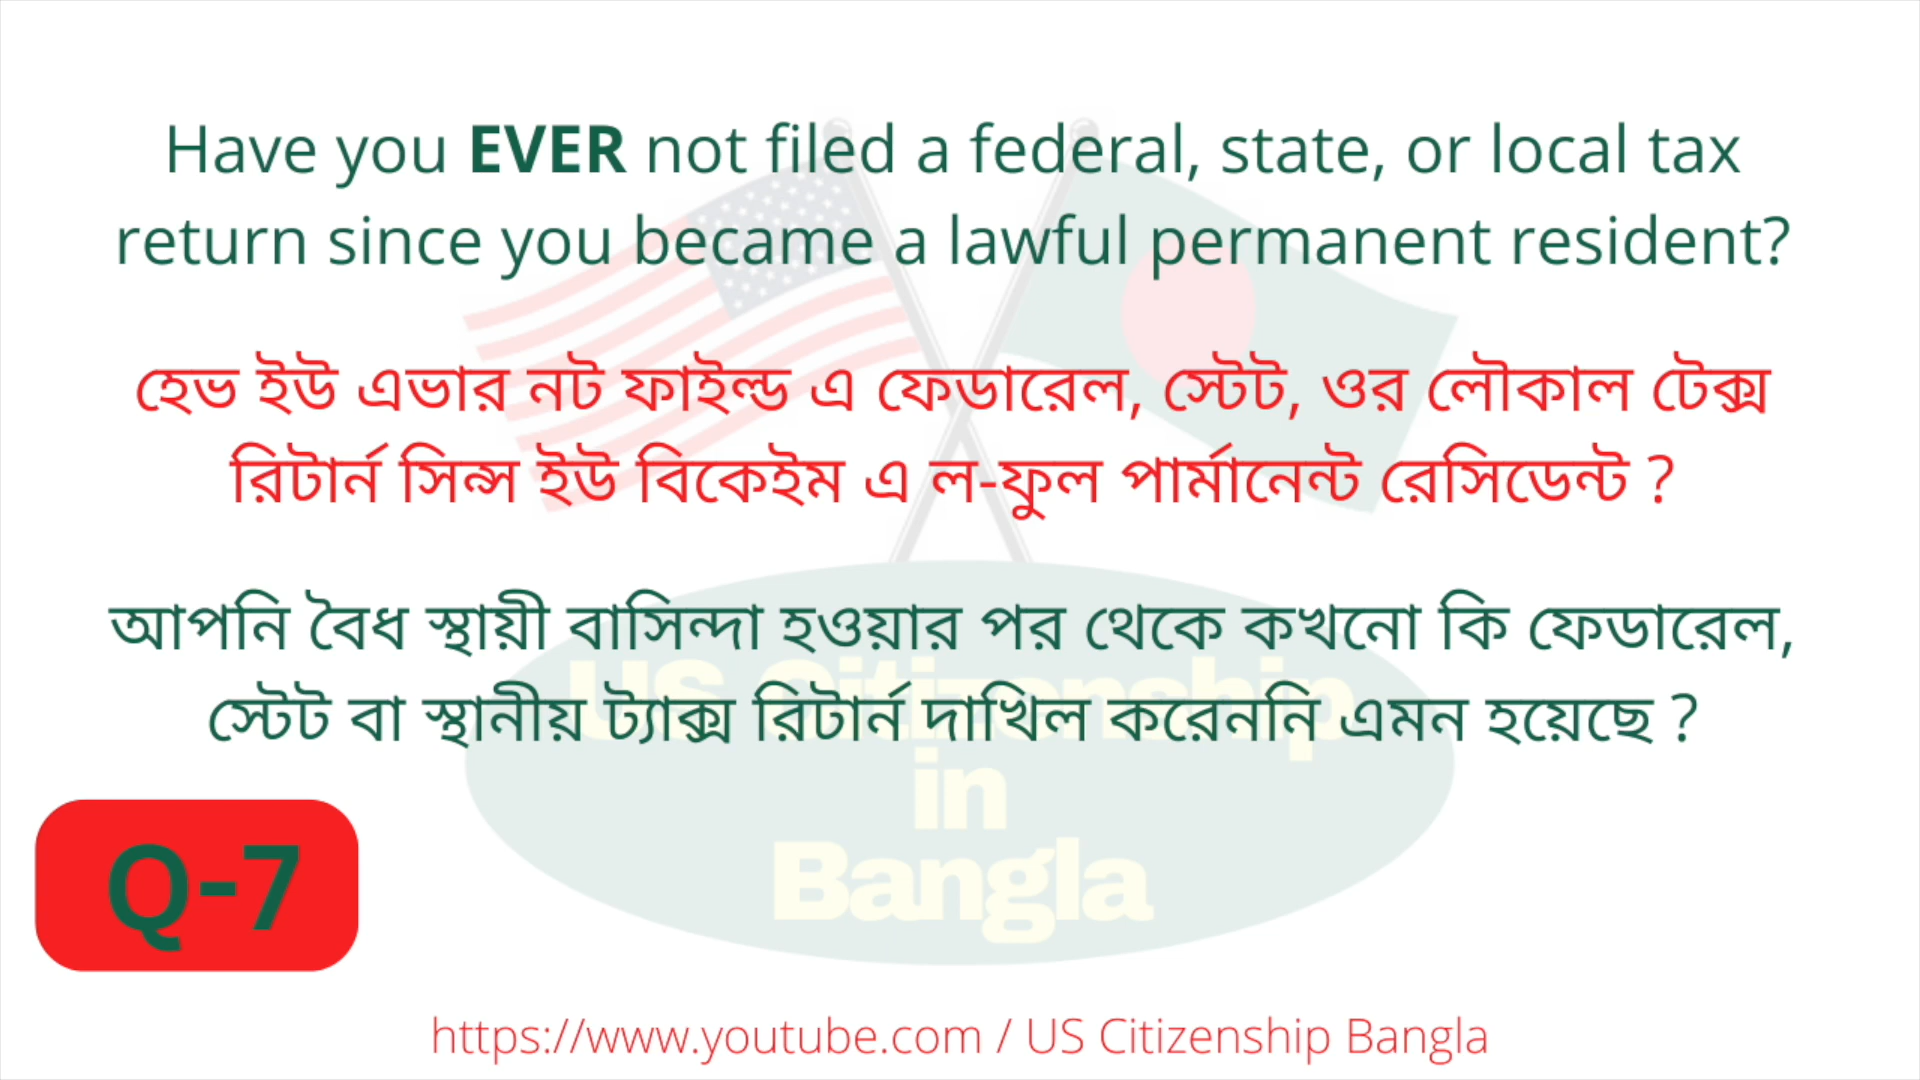 Have you EVER not filed a federal, state, or local tax
return since you became a lawful permanent resident?
হেভ ইউ এভার নট ফাইল্ড এ ফেডারেল, স্টেট, ওর লৌকাল টেক্স
রিটার্ন সিন্স ইউ বিকেইম এ ল-ফুল পার্মানেন্ট রেসিডেন্ট ?
আপনি বৈধ স্থায়ী বাসিন্দা হওয়ার পর থেকে কখনো কি ফেডারেল,
স্টেট বা স্থানীয় ট্যাক্স রিটার্ন দাখিল করেননি এমন হয়েছে ?
US Citizenship
in
Bangla
Q-7
https://www.youtube.com / US Citizenship Bangla